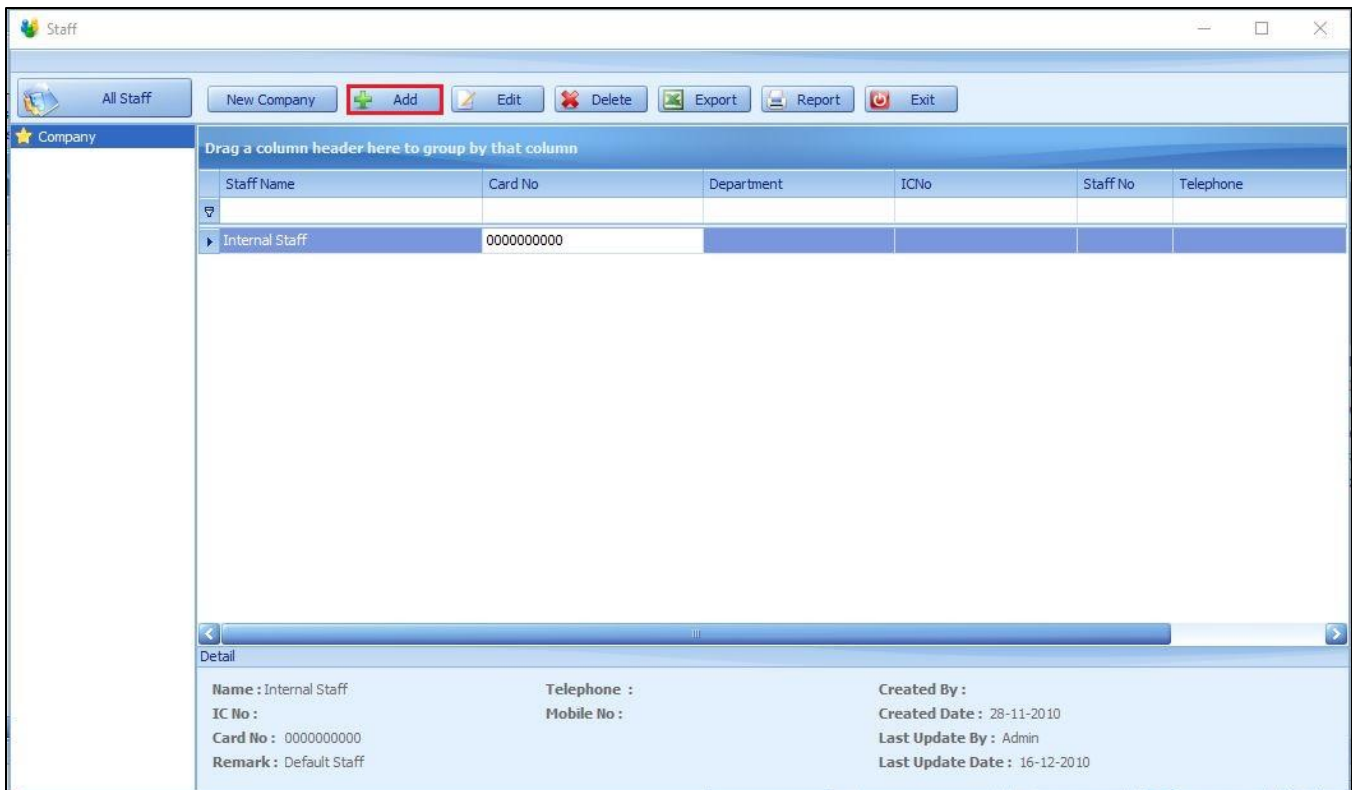 Staff
All Staff
New Company Add Edit Delete Export Report Exit
Company
Drag a column header here to group by that column
Staff Name Card No Department ICNo Staff No Telephone
Internal Staff 0000000000
Detail
Name : Internal Staff Telephone : Created By :
IC No : Mobile No : Created Date : 28-11-2010
Card No : 0000000000 Last Update By : Admin
Remark : Default Staff Last Update Date : 16-12-2010